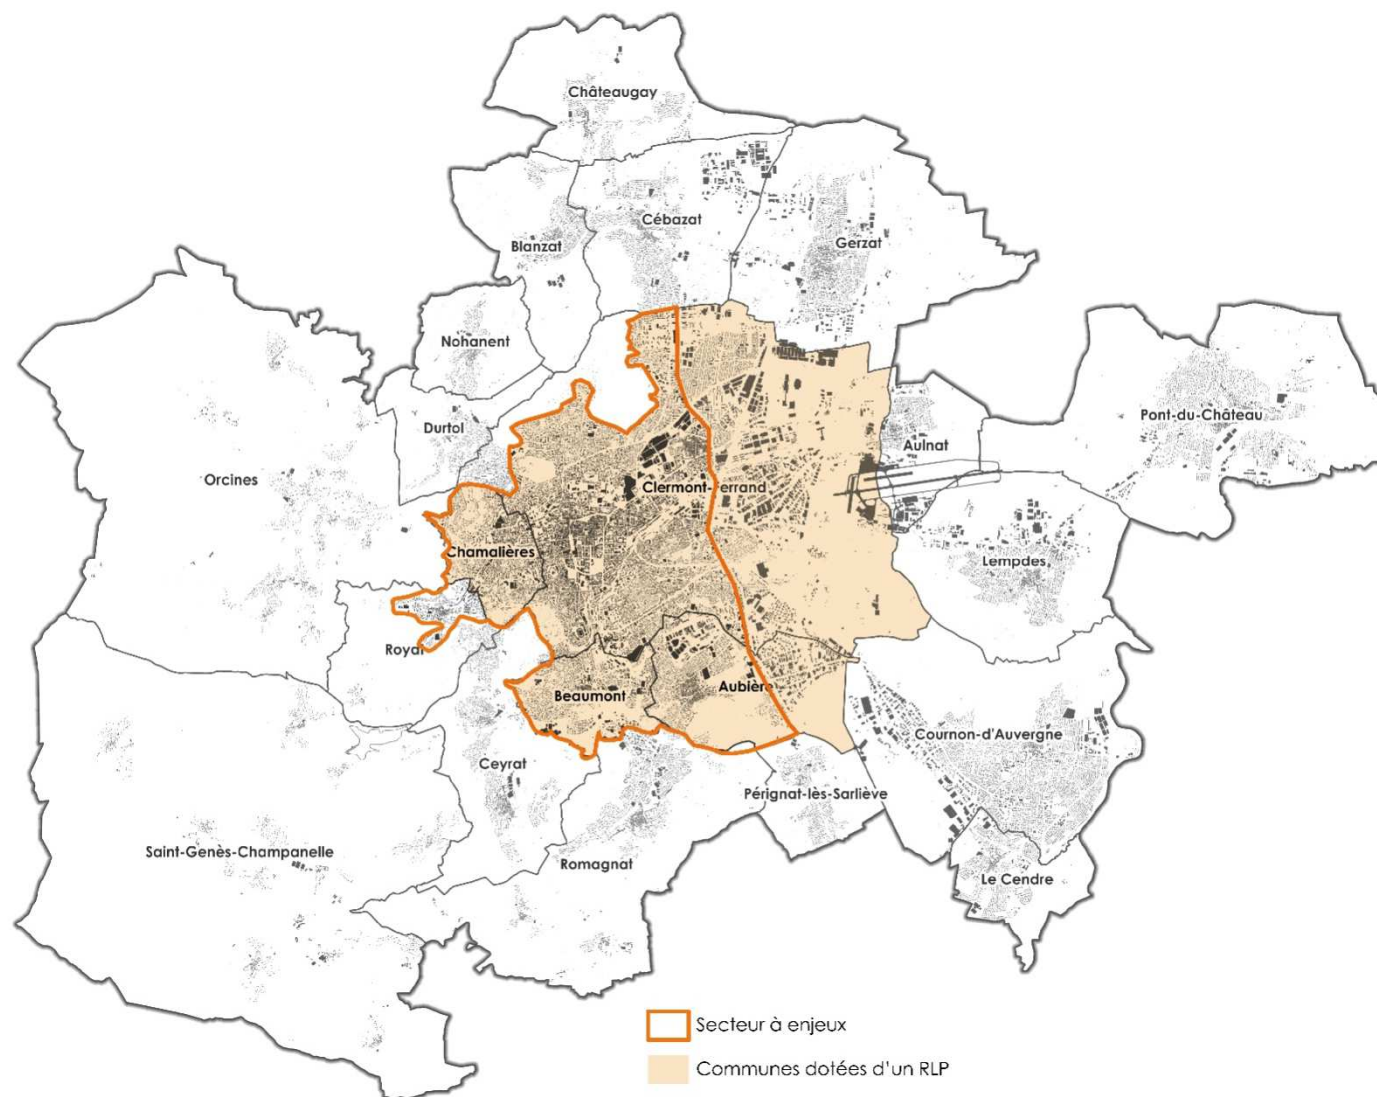 Châteaugay
Cébazat
Gerzat
Blanzat
Nohanent
Durtol
Pont-du-Château
Aulnat
Orcines
Clermont-Ferrand
Chamalières
Lempdes
Royat
Beaumont
Aubière
Cournon-d'Auvergne
Ceyrat
Pérignat-lès-Sarliève
Saint-Genès-Champanelle
Romagnat
Le Cendre
Secteur à enjeux
Communes dotées d'un RLP